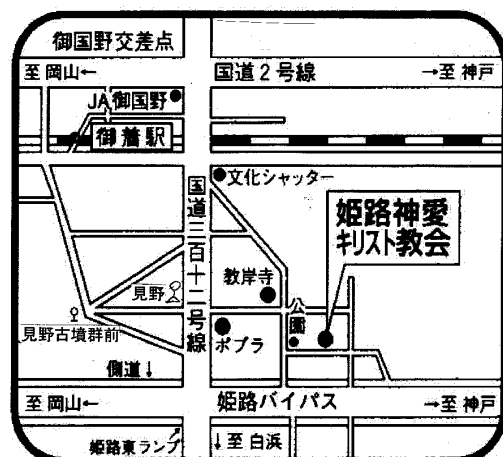 御国野交差点
至 岡山←
国道2号線
→至 神戸
JA 御国野
御着駅
文化シャッター
国道三百十二号線
姫路神愛
キリスト教会
教岸寺
公園
見野
見野古墳群前
ポプラ
側道↓
至 岡山←
姫路バイパス
→至 神戸
姫路東ランプ
↓至 白浜